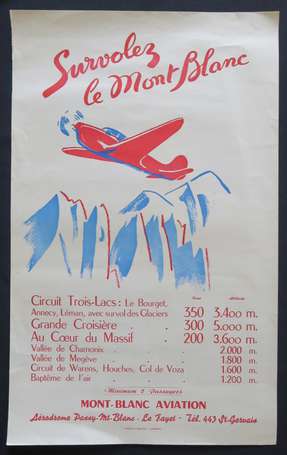 Survolez
le Mont Blanc
Circuit Trois-Lacs: Le Bourget,
Annecy, Léman, avec survol des Glaciers 350 3.400 m.
Grande Croisière . . 300 5.000 m.
Au Cœur du Massif . 200 3.600 m.
Vallée de Chamonix . . . 2.000 m.
Vallée de Megève . . . 1.800 m.
Circuit de Warens, Houches, Col de Voza 1.600 m.
Baptême de l'air . . . 1.200 m.
Minimum 2 Passagers
MONT-BLANC AVIATION
Aérodrome Passy-Mt-Blanc - Le Fayet - Tél. 443 St-Gervais